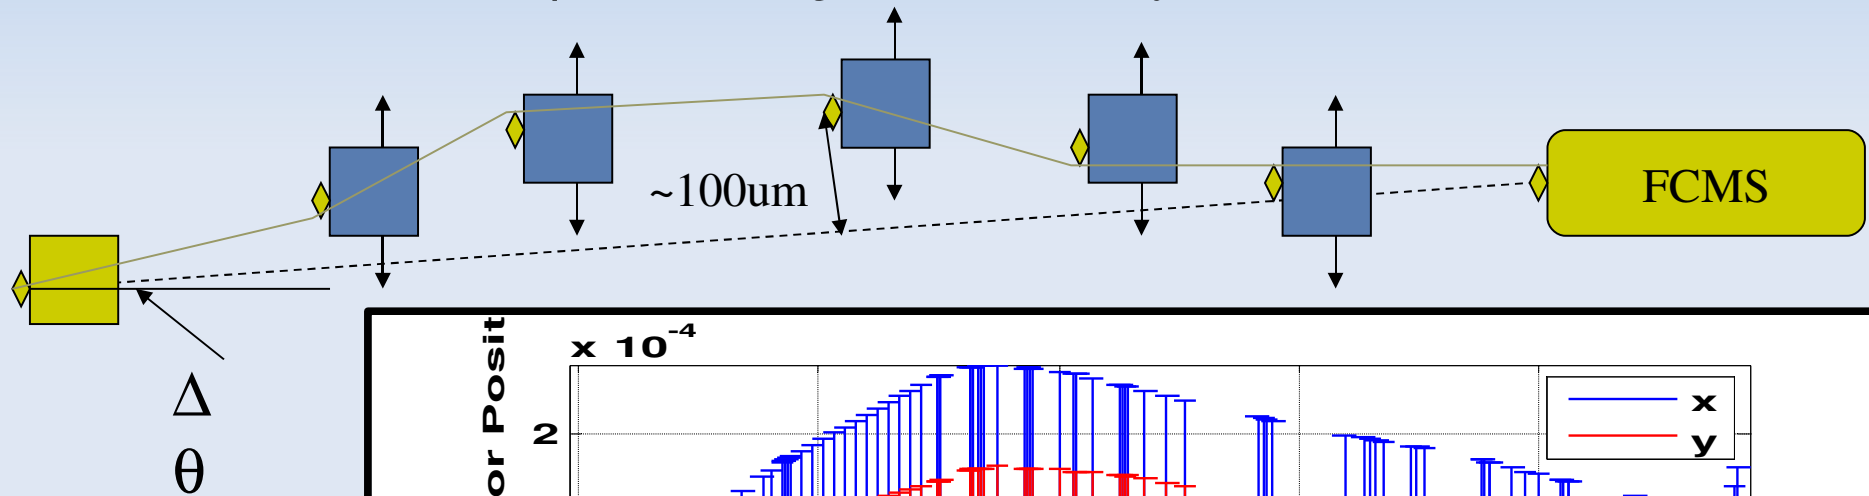 ~100um
FCMS
Δ
θ
x 10^-4
or Posit
2
x
y